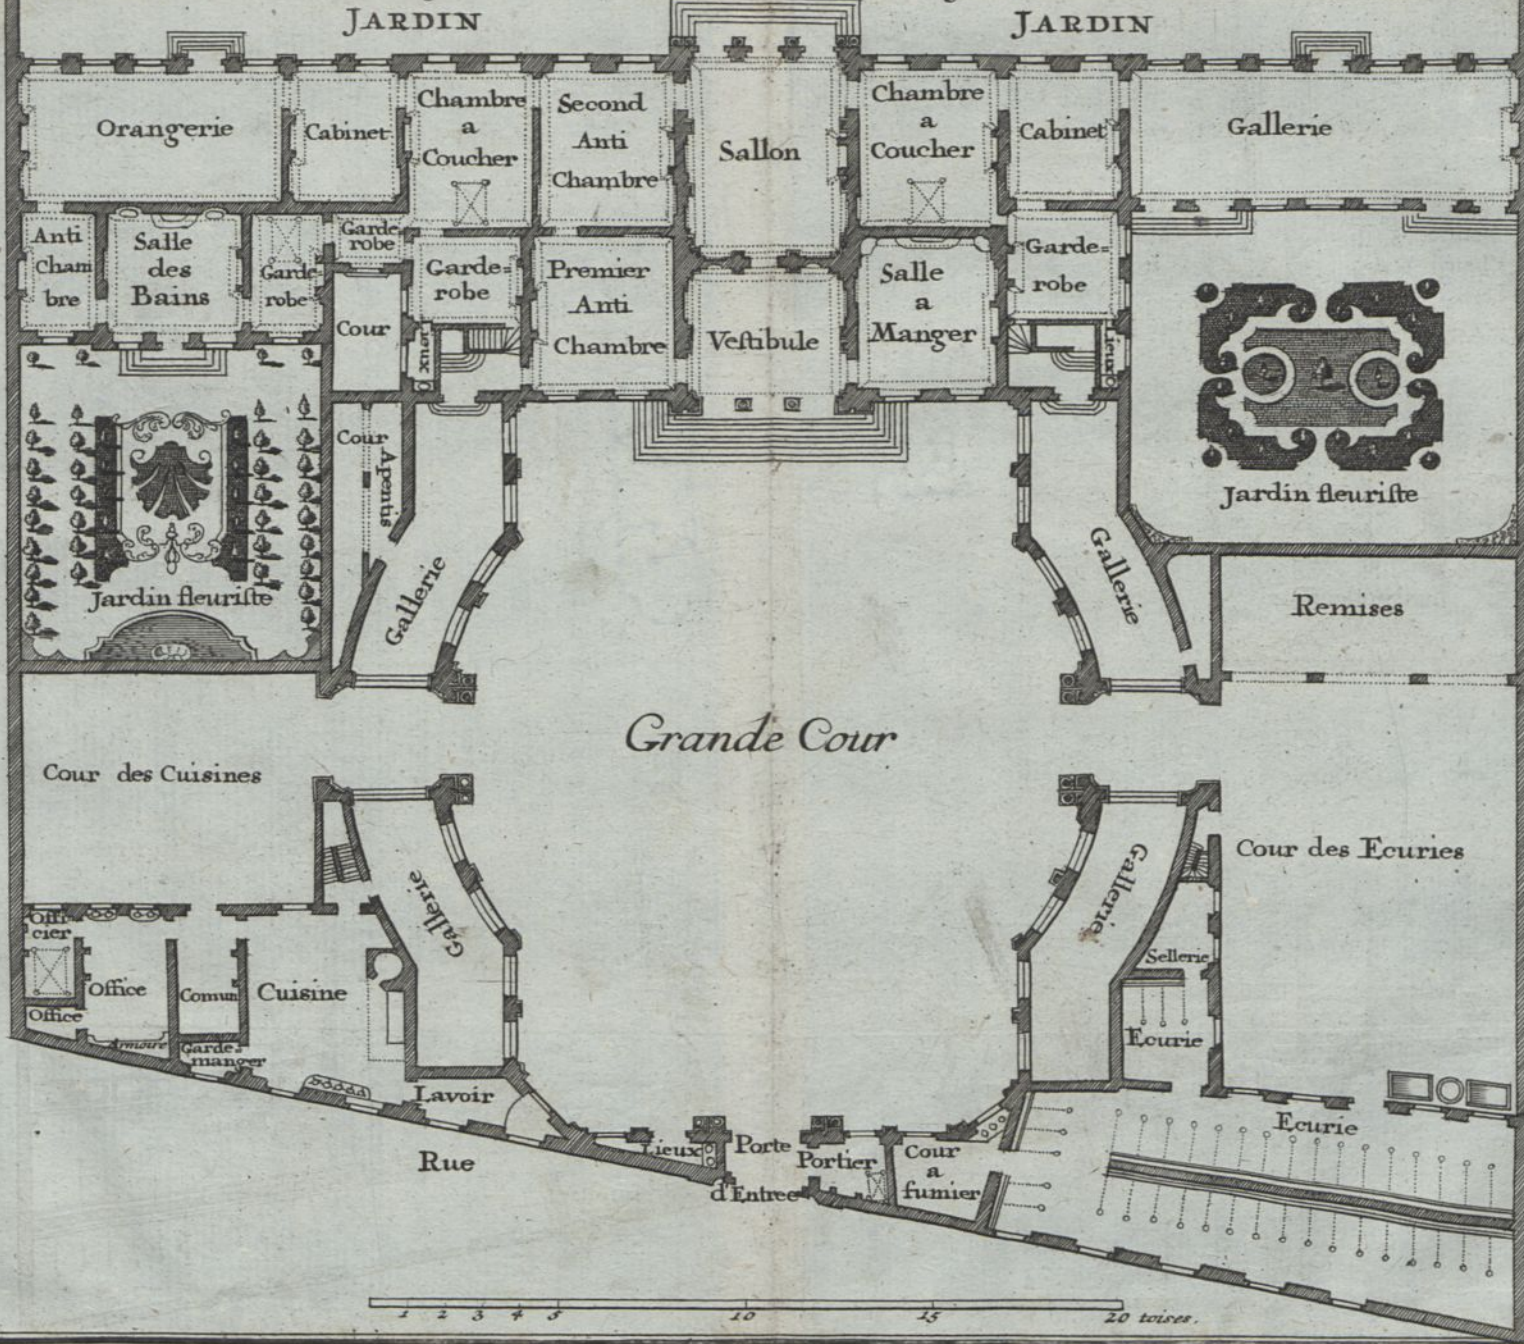 JARDIN
JARDIN
Orangerie
Cabinet
Chambre
a
Coucher
Second
Anti
Chambre
Sallon
Chambre
a
Coucher
Cabinet
Gallerie
Anti
Cham
bre
Salle
des
Bains
Garde
robe
Garde
robe
Garde=
robe
Premier
Anti
Chambre
Veſtibule
Salle
a
Manger
Garde=
robe
Cour
Lieux
Lieux
Cour
Apentis
Jardin fleuriſte
Gallerie
Gallerie
Jardin fleuriſte
Remises
Grande Cour
Cour des Cuisines
Cour des Ecuries
Gallerie
Gallerie
Offi
cier
Office
Office
Comun
Cuisine
Armoire
Garde=
manger
Sellerie
Ecurie
Lavoir
Ecurie
Rue
Lieux
Porte
d'Entree
Portier
Cour
a
fumier
1 2 3 4 5 10 15 20 toises.